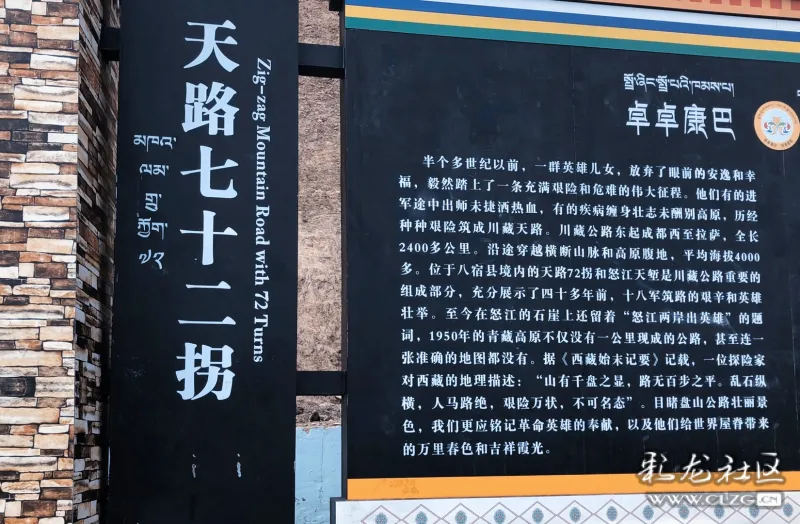 天路七十二拐
Zig-zag Mountain Road with 72 Turns
མཁའ་
ལམ་
གྲུ་
ཀྱོག་
༧༢
卓卓康巴
半个多世纪以前，一群英雄儿女，放弃了眼前的安逸和幸
福，毅然踏上了一条充满艰险和危难的伟大征程。他们有的进
军途中出师未捷洒热血，有的疾病缠身壮志未酬别高原，历经
种种艰险筑成川藏天路。川藏公路东起成都西至拉萨，全长
2400多公里。沿途穿越横断山脉和高原腹地，平均海拔4000
多。位于八宿县境内的天路72拐和怒江天堑是川藏公路重要的
组成部分，充分展示了四十多年前，十八军筑路的艰辛和英雄
壮举。至今在怒江的石崖上还留着“怒江两岸出英雄”的题
词，1950年的青藏高原不仅没有一公里现成的公路，甚至连一
张准确的地图都没有。据《西藏始末记要》记载，一位探险家
对西藏的地理描述：“山有千盘之显，路无百步之平。乱石纵
横，人马路绝，艰险万状，不可名态”。目睹盘山公路壮丽景
色，我们更应铭记革命英雄的奉献，以及他们给世界屋脊带来
的万里春色和吉祥霞光。
彩龙社区
WWW.CLZG.CN